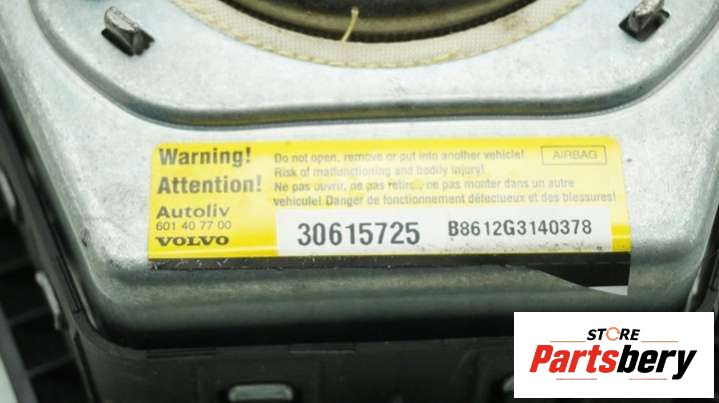 Warning!
Do not open, remove or put into another vehicle!
AIRBAG
Risk of malfunctioning and bodily injury!
Attention!
Ne pas ouvrir, ne pas retirer, ne pas monter dans un autre
vehicule! Danger de fonctionnement défectueux et des blessures!
Autoliv
601 40 77 00
VOLVO
30615725
B8612G3140378
STORE
Partsbery